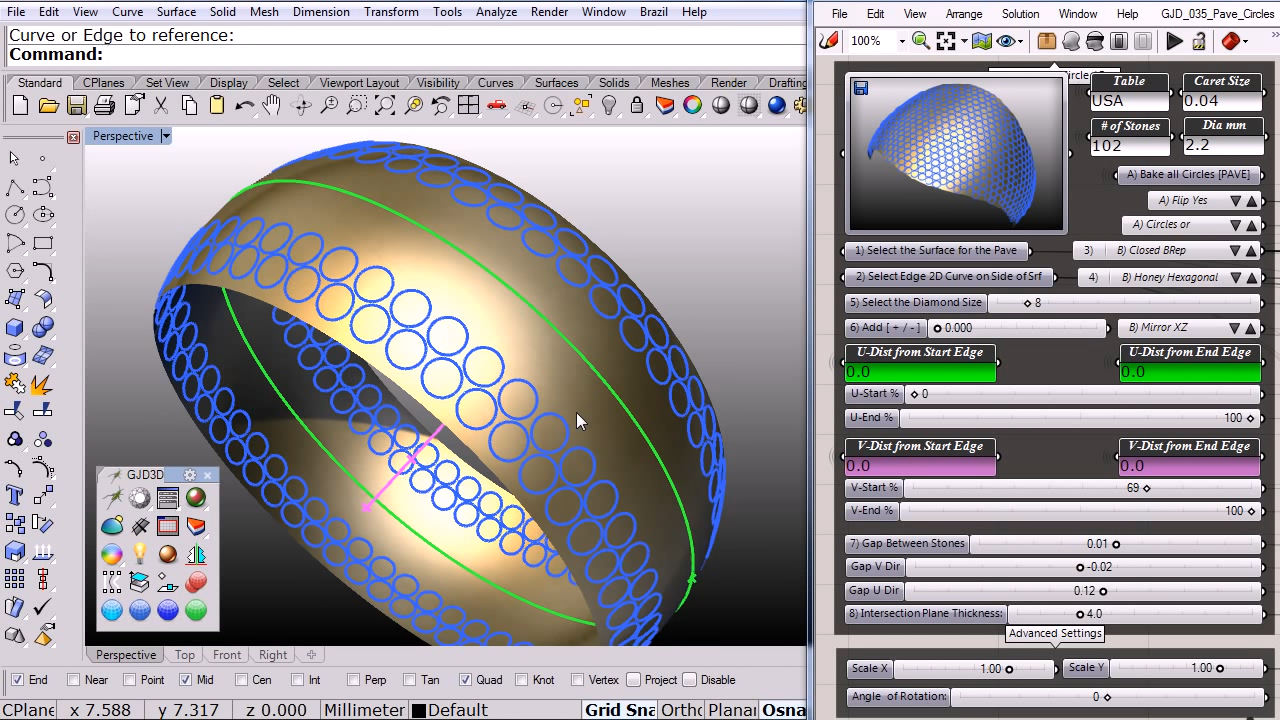 File Edit View Curve Surface Solid Mesh Dimension Transform Tools Analyze Render Window Brazil Help
Curve or Edge to reference:
Command:
Standard CPlanes Set View Display Select Viewport Layout Visibility Curves Surfaces Solids Meshes Render Drafting
Perspective
GJD3D
Perspective Top Front Right
End Near Point Mid Cen Int Perp Tan Quad Knot Vertex Project Disable
CPlane x 7.588 y 7.317 z 0.000 Millimeter Default Grid Sna Ortho Planar Osna
File Edit View Arrange Solution Window Help GJD_035_Pave_Circles
100%
Table Caret Size
USA 0.04
# of Stones Dia mm
102 2.2
A) Bake all Circles [PAVE]
A) Flip Yes
A) Circles or
1) Select the Surface for the Pave 3) B) Closed BRep
2) Select Edge 2D Curve on Side of Srf 4) B) Honey Hexagonal
5) Select the Diamond Size 8
6) Add [ + / - ] 0.000 B) Mirror XZ
U-Dist from Start Edge U-Dist from End Edge
0.0 0.0
U-Start % 0
U-End % 100
V-Dist from Start Edge V-Dist from End Edge
0.0 0.0
V-Start % 69
V-End % 100
7) Gap Between Stones 0.01
Gap V Dir -0.02
Gap U Dir 0.12
8) Intersection Plane Thickness: 4.0
Advanced Settings
Scale X 1.00 Scale Y 1.00
Angle of Rotation: 0